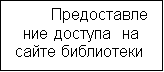 Предоставле
ние доступа на
сайте библиотеки